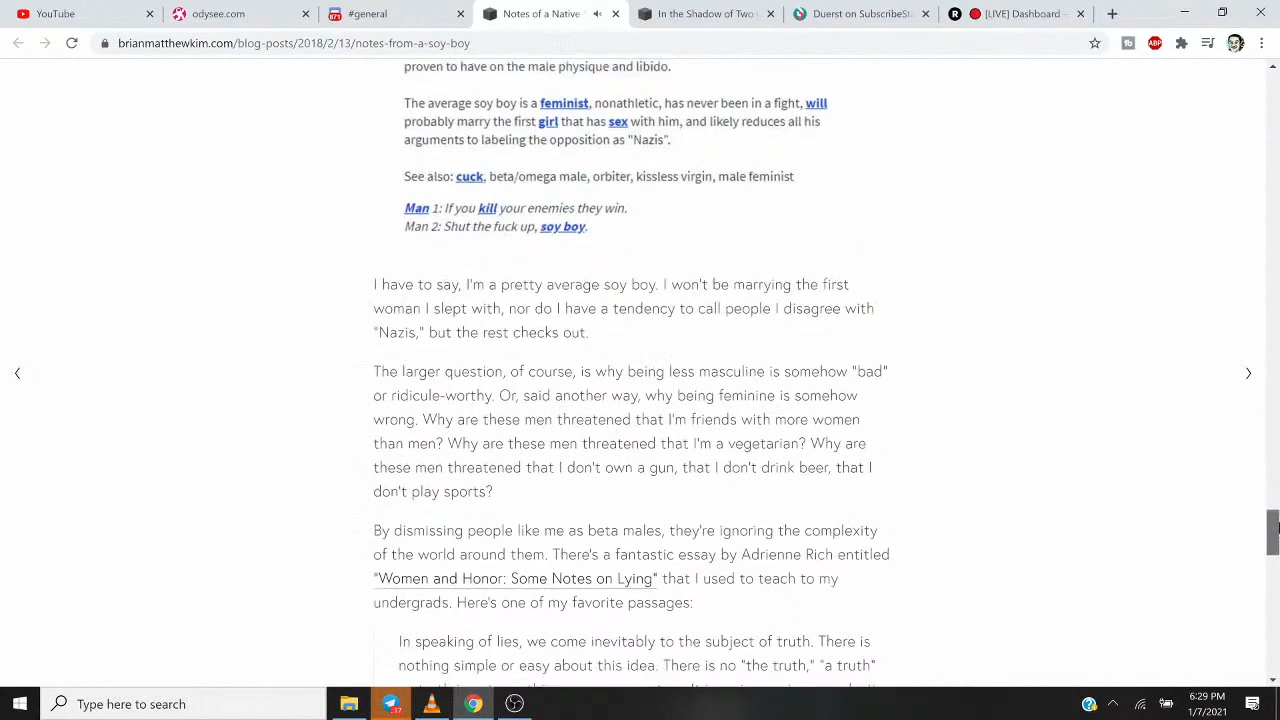 YouTube
odysee.com
871
#general
Notes of a Native
In the Shadow of Two
Duerst on SubscribeSta
[LIVE] Dashboard –
brianmatthewkim.com/blog-posts/2018/2/13/notes-from-a-soy-boy
ABP
proven to have on the male physique and libido.
The average soy boy is a feminist, nonathletic, has never been in a fight, will
probably marry the first girl that has sex with him, and likely reduces all his
arguments to labeling the opposition as "Nazis".
See also: cuck, beta/omega male, orbiter, kissless virgin, male feminist
Man 1: If you kill your enemies they win.
Man 2: Shut the fuck up, soy boy.
I have to say, I'm a pretty average soy boy. I won't be marrying the first
woman I slept with, nor do I have a tendency to call people I disagree with
"Nazis," but the rest checks out.
The larger question, of course, is why being less masculine is somehow "bad"
or ridicule-worthy. Or, said another way, why being feminine is somehow
wrong. Why are these men threatened that I'm friends with more women
than men? Why are these men threatened that I'm a vegetarian? Why are
these men threatened that I don't own a gun, that I don't drink beer, that I
don't play sports?
By dismissing people like me as beta males, they're ignoring the complexity
of the world around them. There's a fantastic essay by Adrienne Rich entitled
"Women and Honor: Some Notes on Lying" that I used to teach to my
undergrads. Here's one of my favorite passages:
In speaking of lies, we come inevitably to the subject of truth. There is
nothing simple or easy about this idea. There is no "the truth," "a truth"
Type here to search
17
6:29 PM
1/7/2021